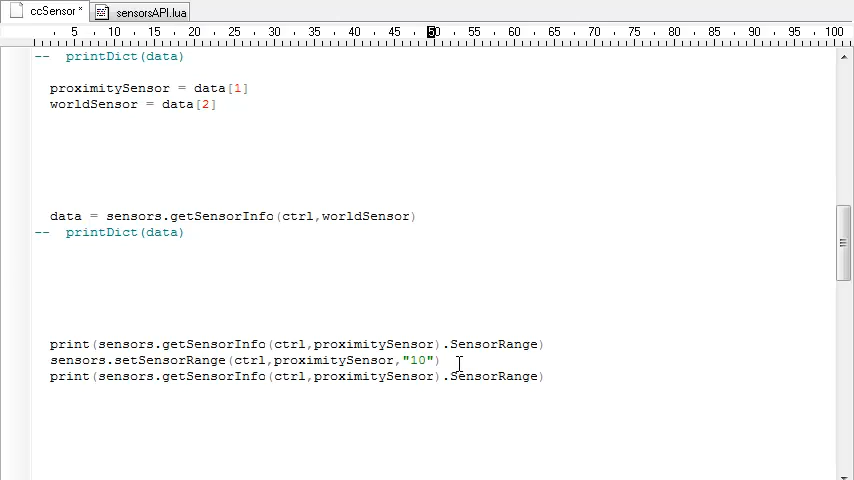 ccSensor *
sensorsAPI.lua
5 10 15 20 25 30 35 40 45 50 55 60 65 70 75 80 85 90 95 100
-- printDict(data)
proximitySensor = data[1]
worldSensor = data[2]
data = sensors.getSensorInfo(ctrl,worldSensor)
-- printDict(data)
print(sensors.getSensorInfo(ctrl,proximitySensor).SensorRange)
sensors.setSensorRange(ctrl,proximitySensor,"10")
print(sensors.getSensorInfo(ctrl,proximitySensor).SensorRange)